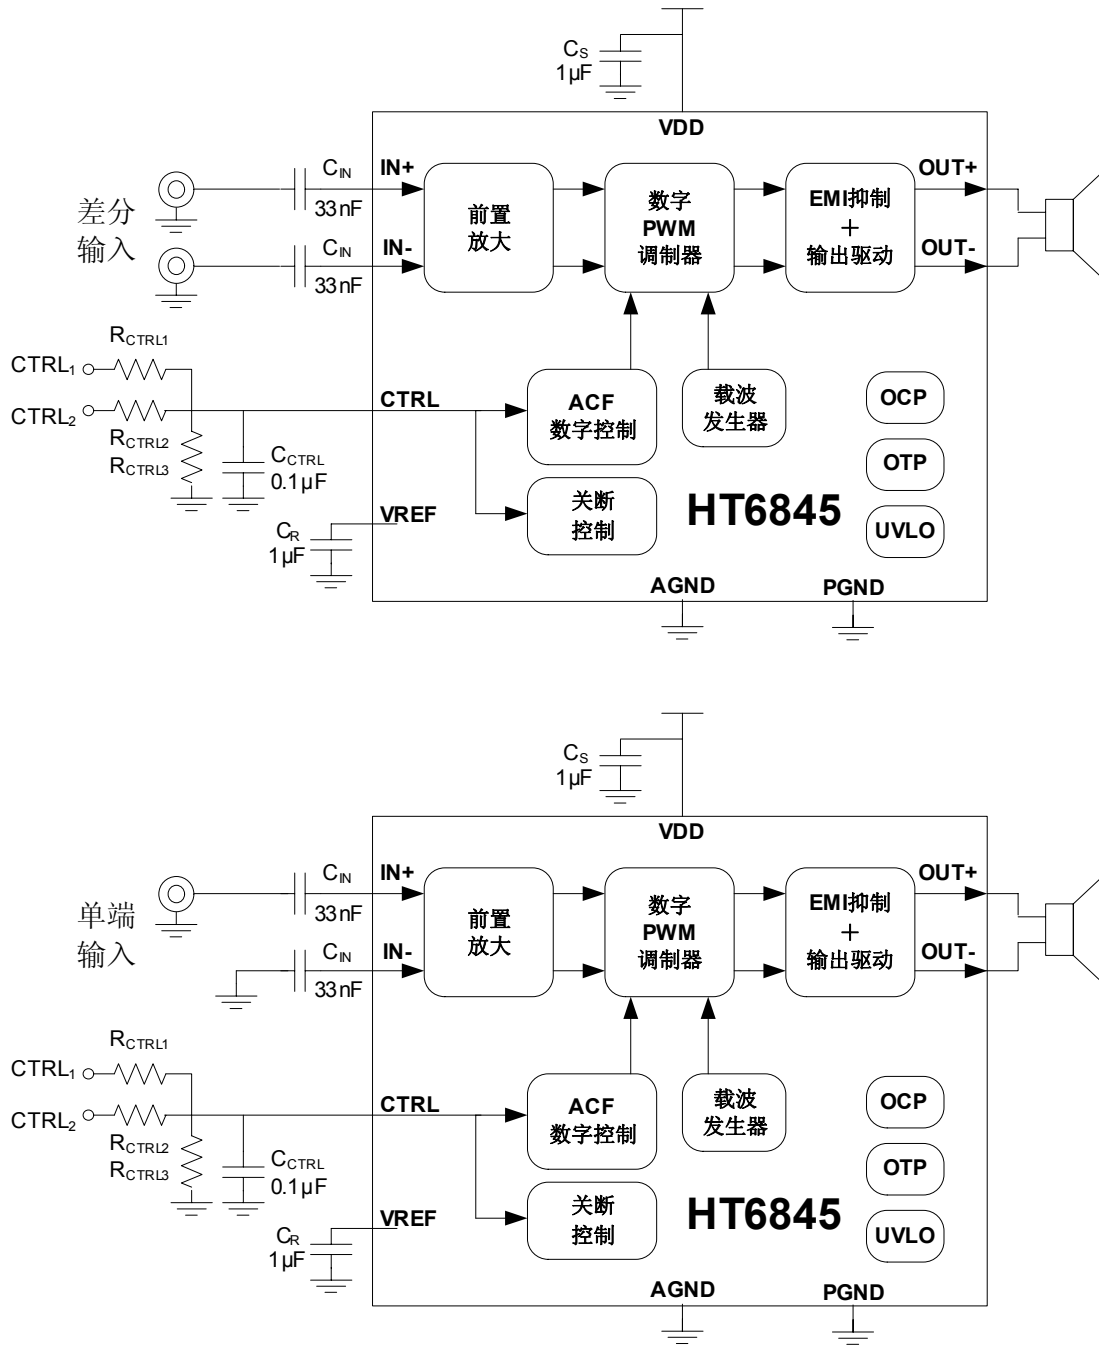 CS
1µF
VDD
差分
输入
CIN
33nF
IN+
CIN
33nF
IN-
前置
放大
数字
PWM
调制器
EMI抑制
＋
输出驱动
OUT+
OUT-
RCTRL1
CTRL1
CTRL2
RCTRL2
RCTRL3
CCTRL
0.1µF
CTRL
ACF
数字控制
载波
发生器
关断
控制
CR
1µF
VREF
HT6845
OCP
OTP
UVLO
AGND
PGND
CS
1µF
VDD
单端
输入
CIN
33nF
IN+
CIN
33nF
IN-
前置
放大
数字
PWM
调制器
EMI抑制
＋
输出驱动
OUT+
OUT-
RCTRL1
CTRL1
CTRL2
RCTRL2
RCTRL3
CCTRL
0.1µF
CTRL
ACF
数字控制
载波
发生器
关断
控制
CR
1µF
VREF
HT6845
OCP
OTP
UVLO
AGND
PGND